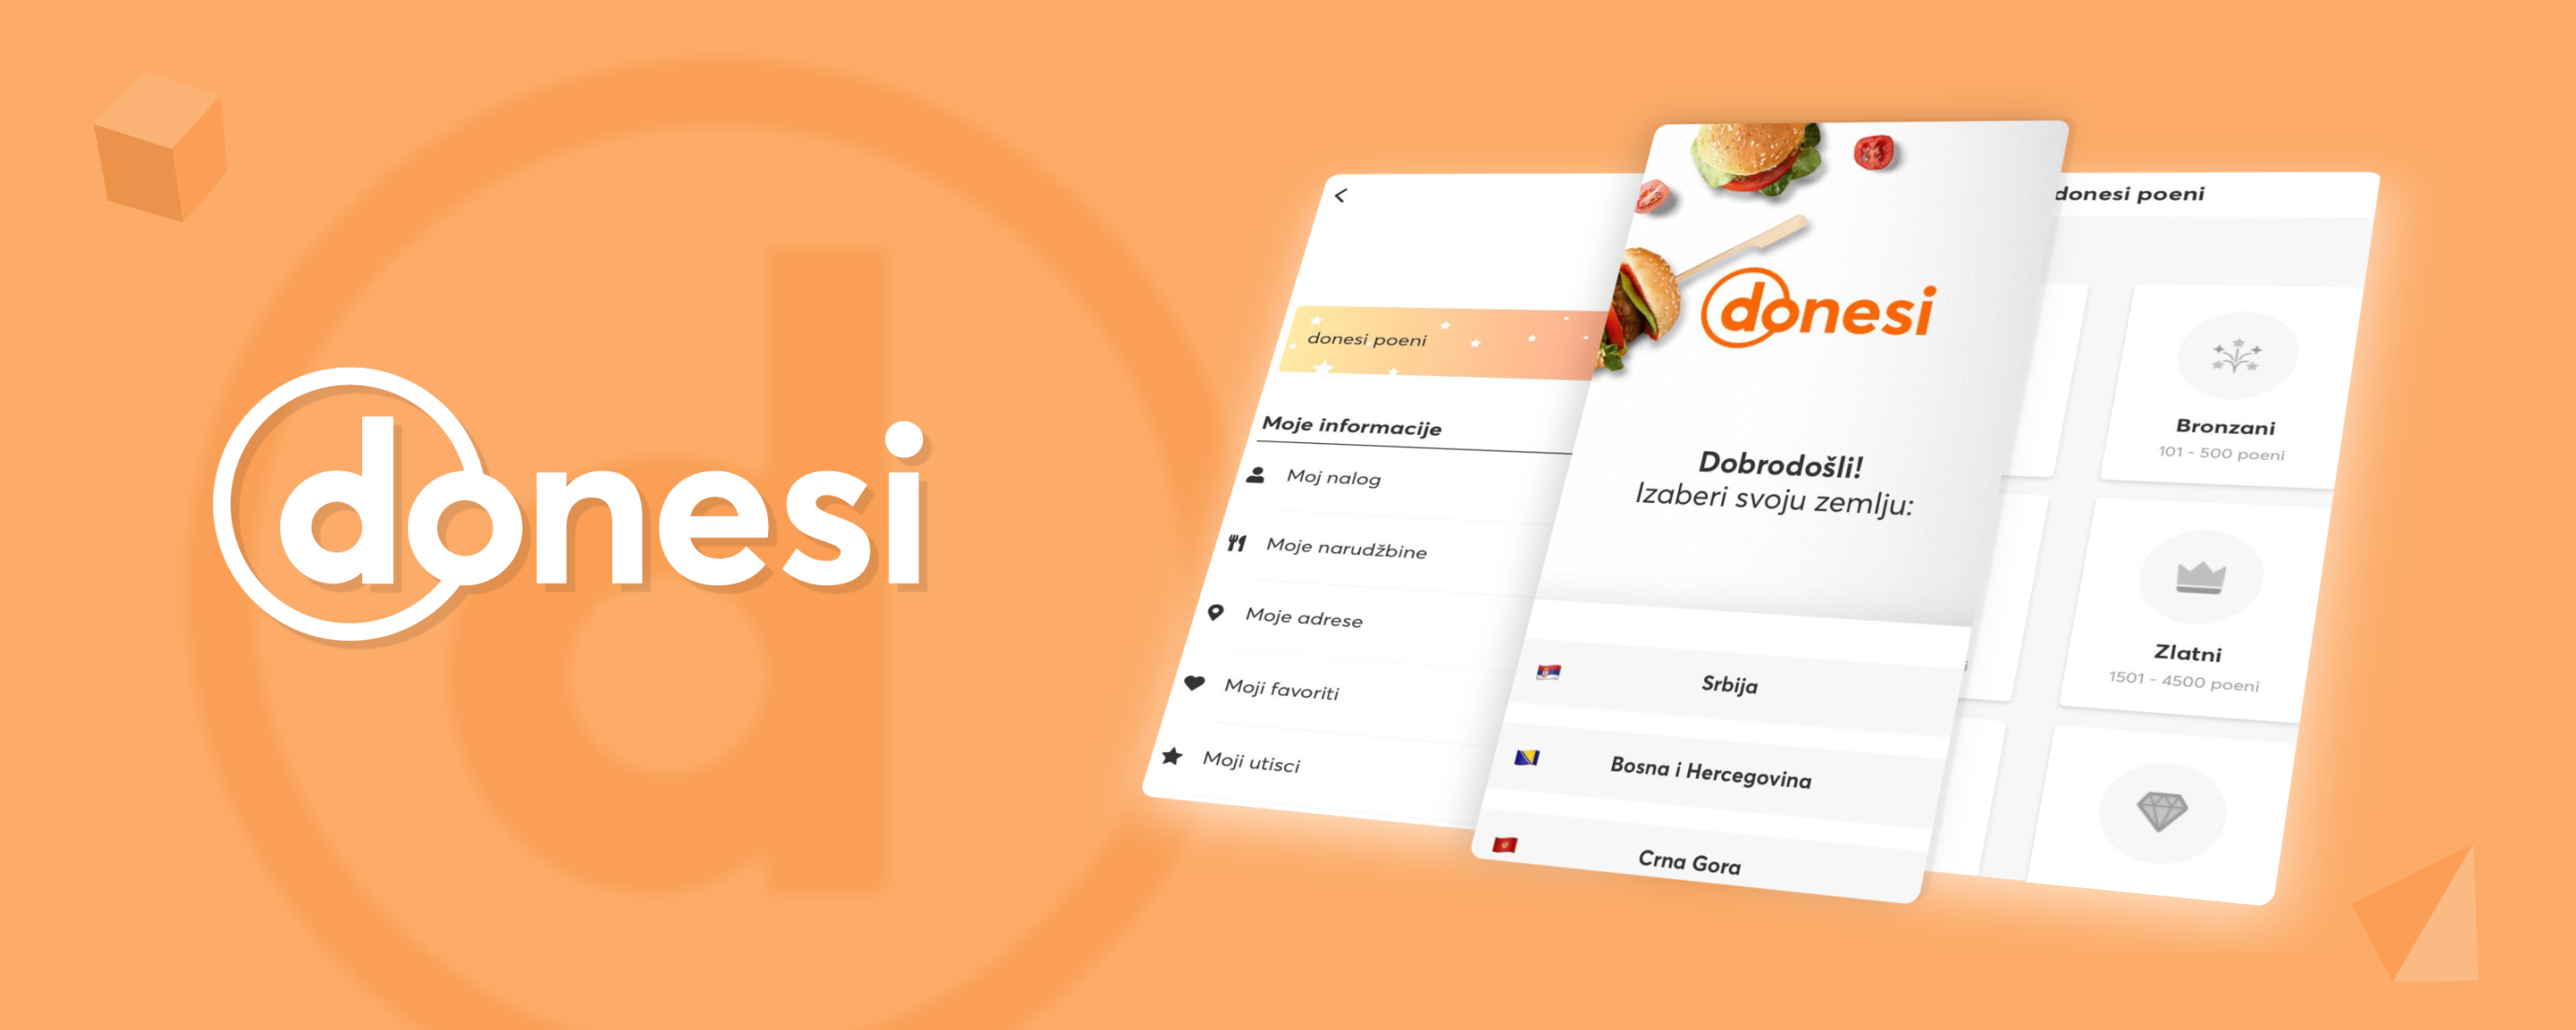 donesi
donesi poeni
Moje informacije
Moj nalog
Moje narudžbine
Moje adrese
Moji favoriti
Moji utisci
donesi
Dobrodošli!
Izaberi svoju zemlju:
Srbija
Bosna i Hercegovina
Crna Gora
donesi poeni
Bronzani
101 - 500 poeni
Zlatni
1501 - 4500 poeni